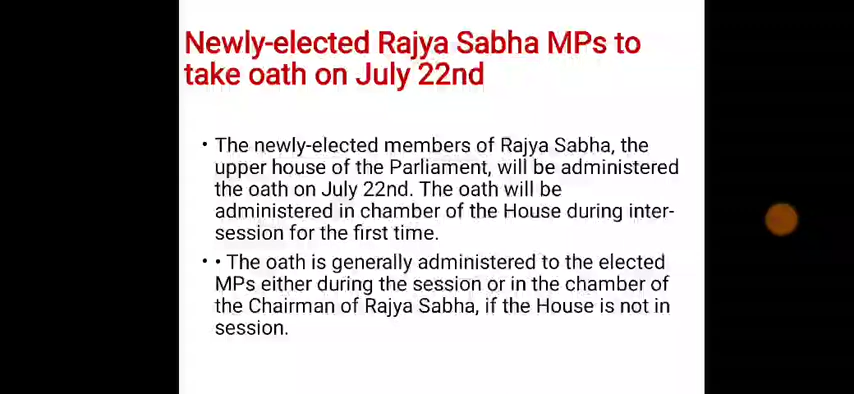 Newly-elected Rajya Sabha MPs to
take oath on July 22nd
• The newly-elected members of Rajya Sabha, the
upper house of the Parliament, will be administered
the oath on July 22nd. The oath will be
administered in chamber of the House during inter-
session for the first time.
• • The oath is generally administered to the elected
MPs either during the session or in the chamber of
the Chairman of Rajya Sabha, if the House is not in
session.